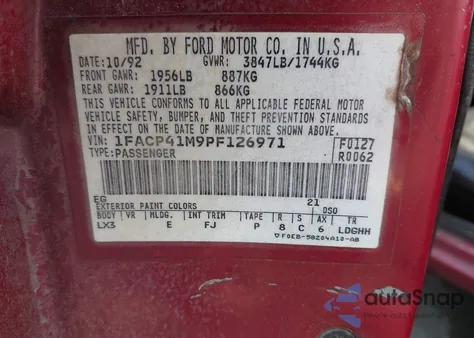 MFD. BY FORD MOTOR CO. IN U.S.A.
DATE: 10/92 GVWR: 3847LB/1744KG
FRONT GAWR: 1956LB 887KG
REAR GAWR: 1911LB 866KG
THIS VEHICLE CONFORMS TO ALL APPLICABLE FEDERAL MOTOR
VEHICLE SAFETY, BUMPER, AND THEFT PREVENTION STANDARDS
IN EFFECT ON THE DATE OF MANUFACTURE SHOWN ABOVE.
VIN: 1FACP41M9PF126971 F0127
TYPE: PASSENGER R0062
EG 21
EXTERIOR PAINT COLORS DSO
BODY VR MLDG. INT TRIM TAPE R S AX TR
LX3 E FJ P 8 C 6 LDGHH
F0EB-58204A10-AB
autoSnap